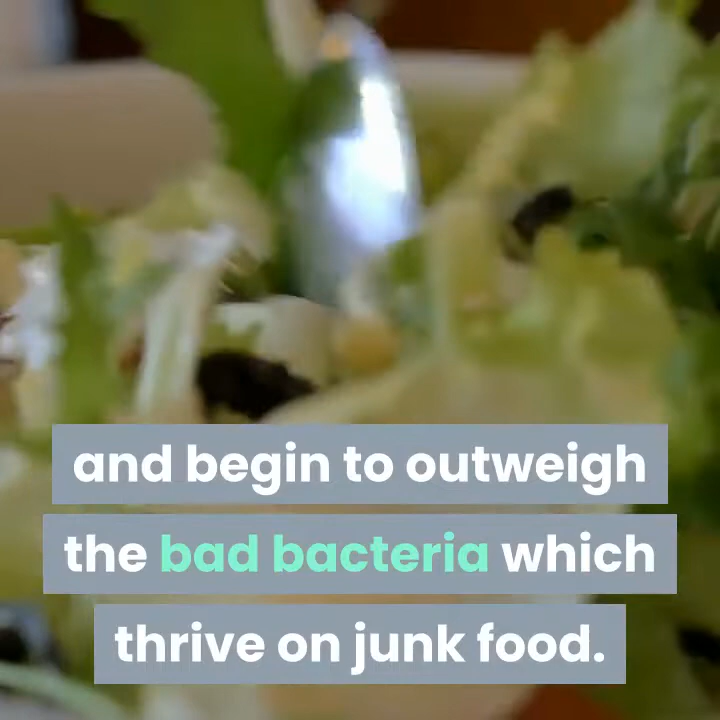 and begin to outweigh
the bad bacteria which
thrive on junk food.